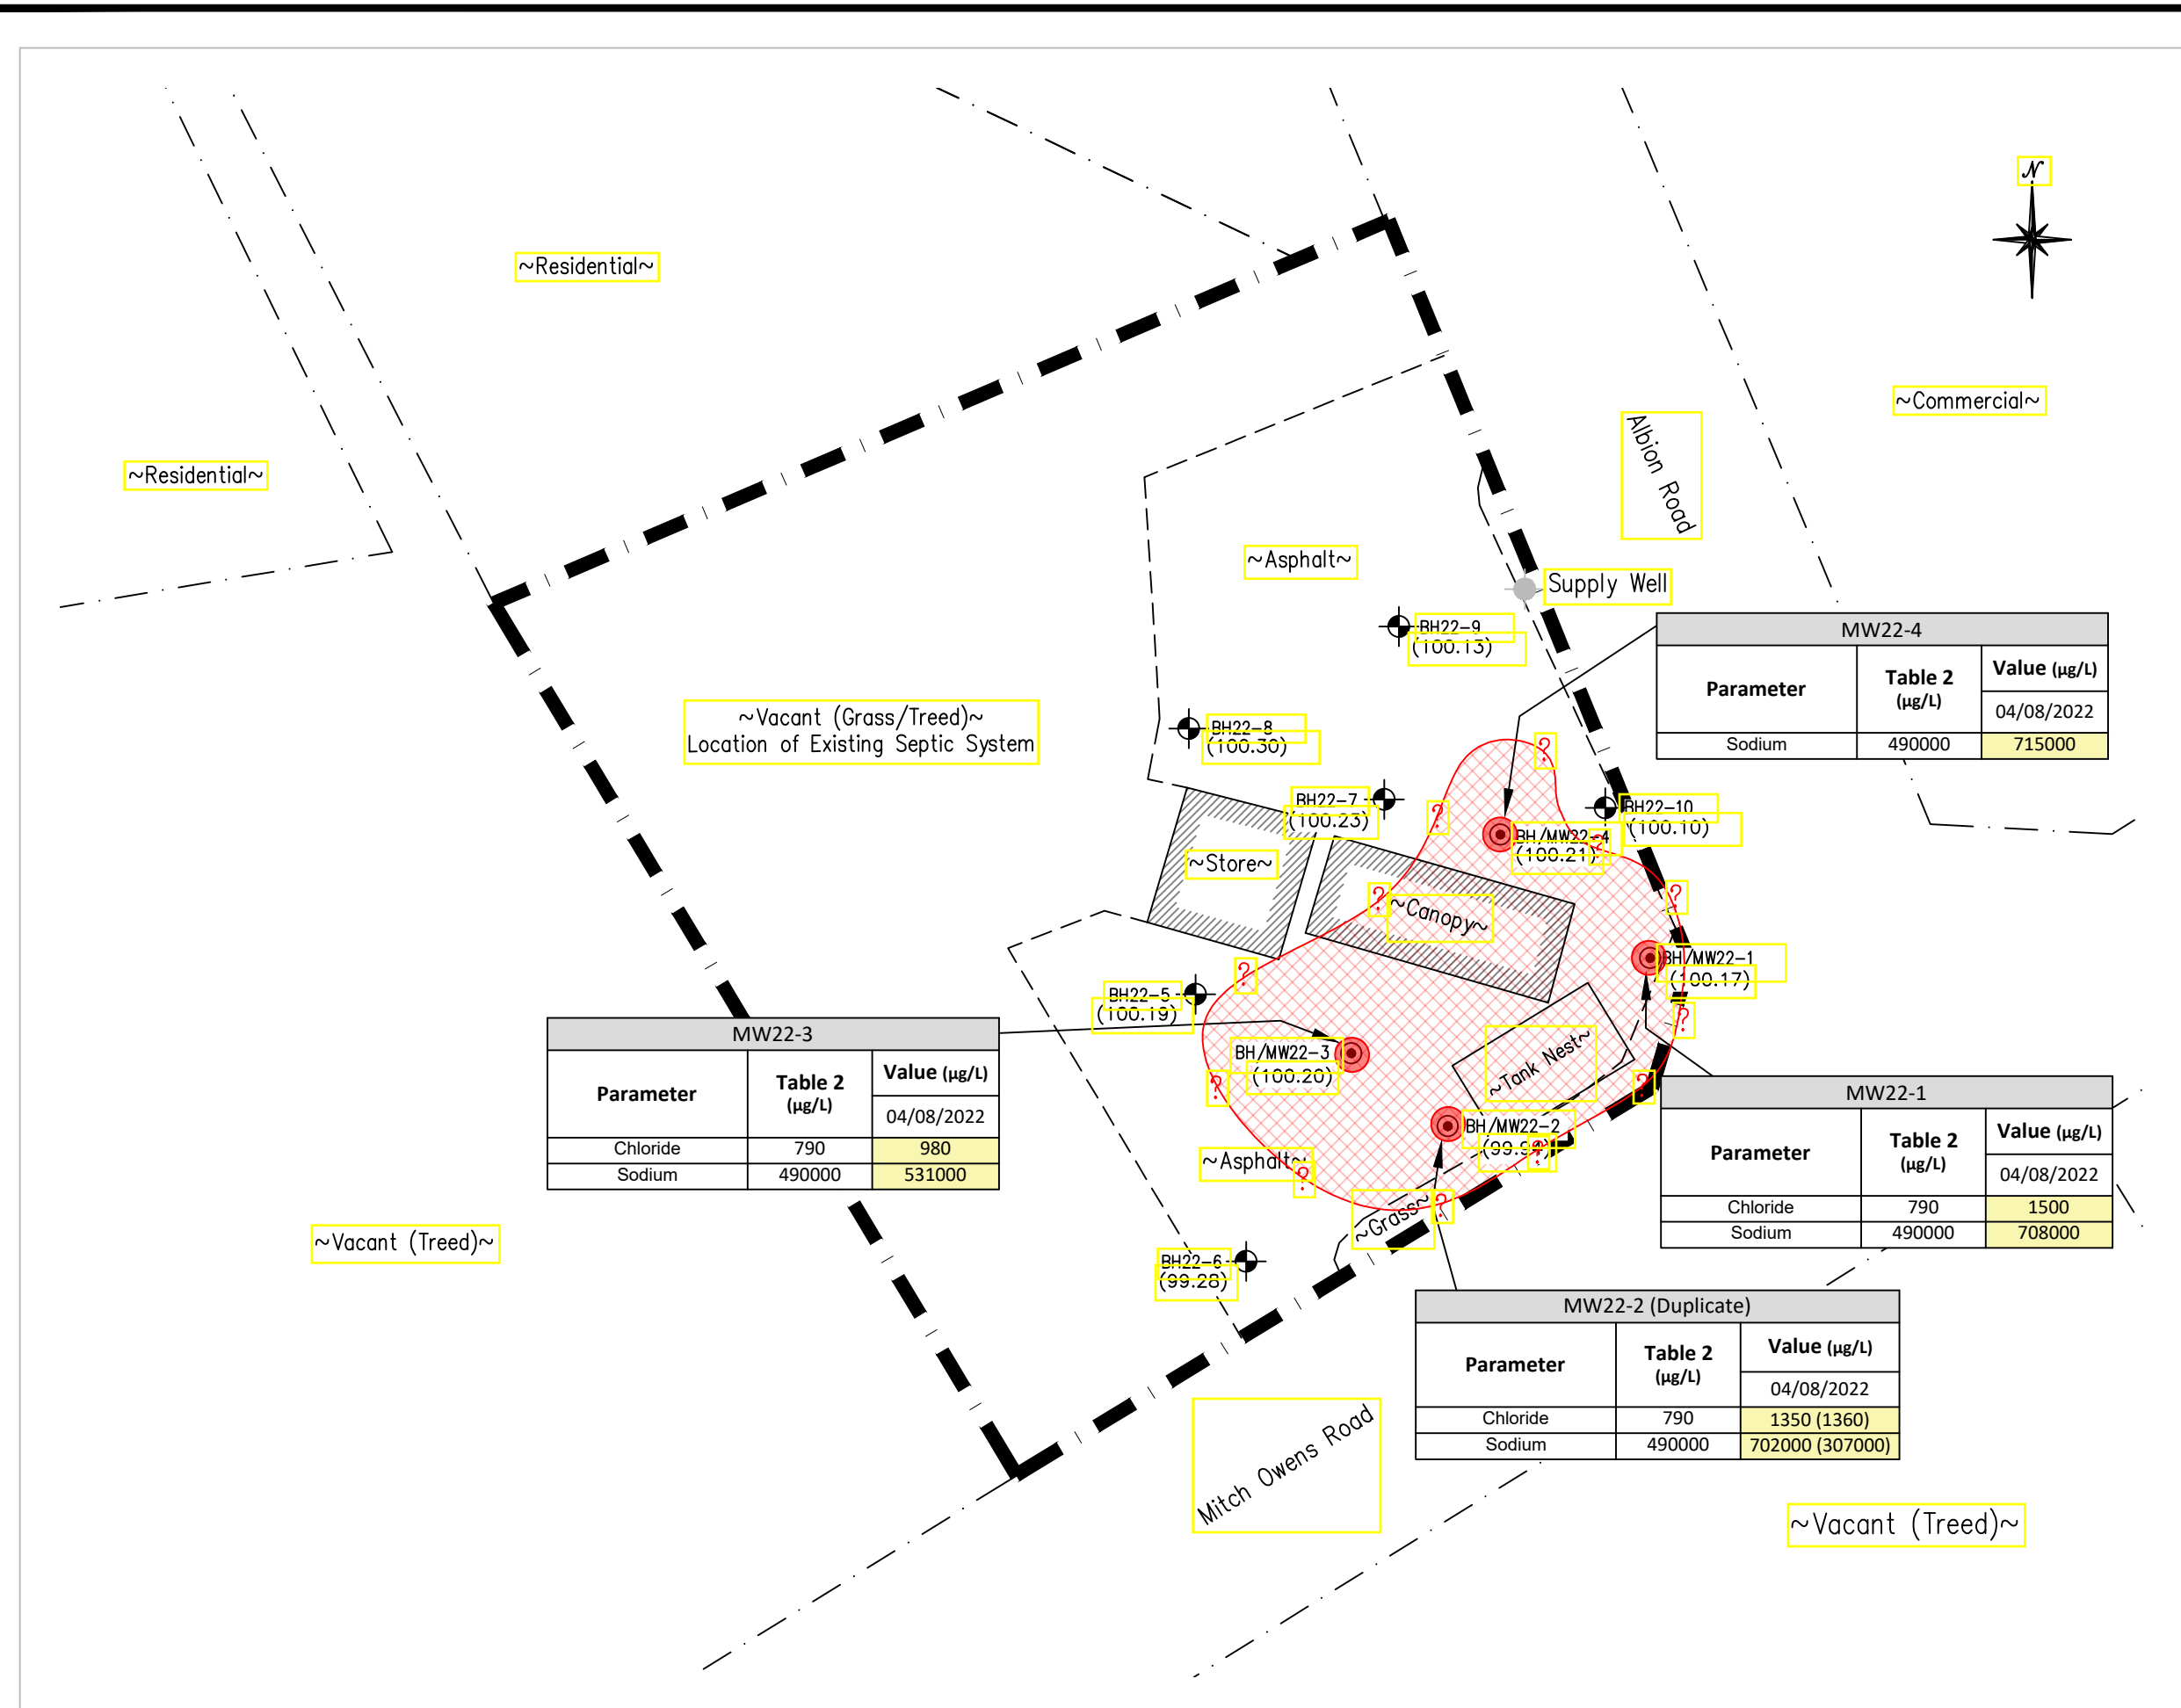 N
~Residential~
~Commercial~
Albion Road
~Residential~
~Asphalt~
Supply Well
BH22-9
(100.13)
MW22-4
Parameter
Table 2
(µg/L)
Value (µg/L)
04/08/2022
Sodium
490000
715000
~Vacant (Grass/Treed)~
Location of Existing Septic System
BH22-8
(100.30)
?
BH22-7
(100.23)
?
BH22-10
(100.10)
BH/MW22-4
(100.21)
?
~Store~
?
~Canopy~
?
BH/MW22-1
(100.17)
?
BH22-5
(100.19)
?
MW22-3
Parameter
Table 2
(µg/L)
Value (µg/L)
04/08/2022
Chloride
790
980
Sodium
490000
531000
BH/MW22-3
(100.20)
~Tank Nest~
?
?
MW22-1
Parameter
Table 2
(µg/L)
Value (µg/L)
04/08/2022
Chloride
790
1500
Sodium
490000
708000
BH/MW22-2
?
~Asphalt~
?
~Grass~
?
~Vacant (Treed)~
BH22-6
(99.28)
MW22-2 (Duplicate)
Parameter
Table 2
(µg/L)
Value (µg/L)
04/08/2022
Chloride
790
1350 (1360)
Sodium
490000
702000 (307000)
Mitch Owens Road
~Vacant (Treed)~